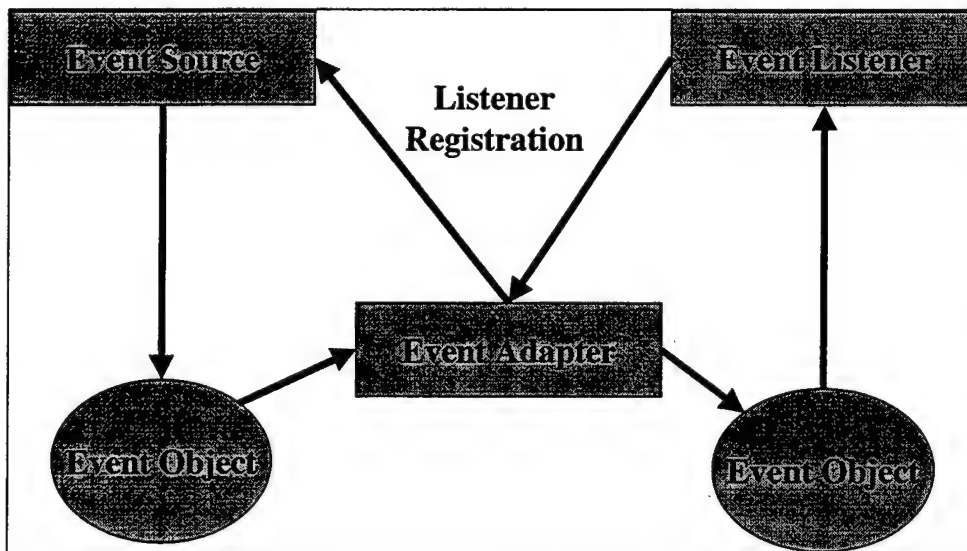 Event Source
Event Listener
Listener
Registration
Event Adapter
Event Object
Event Object